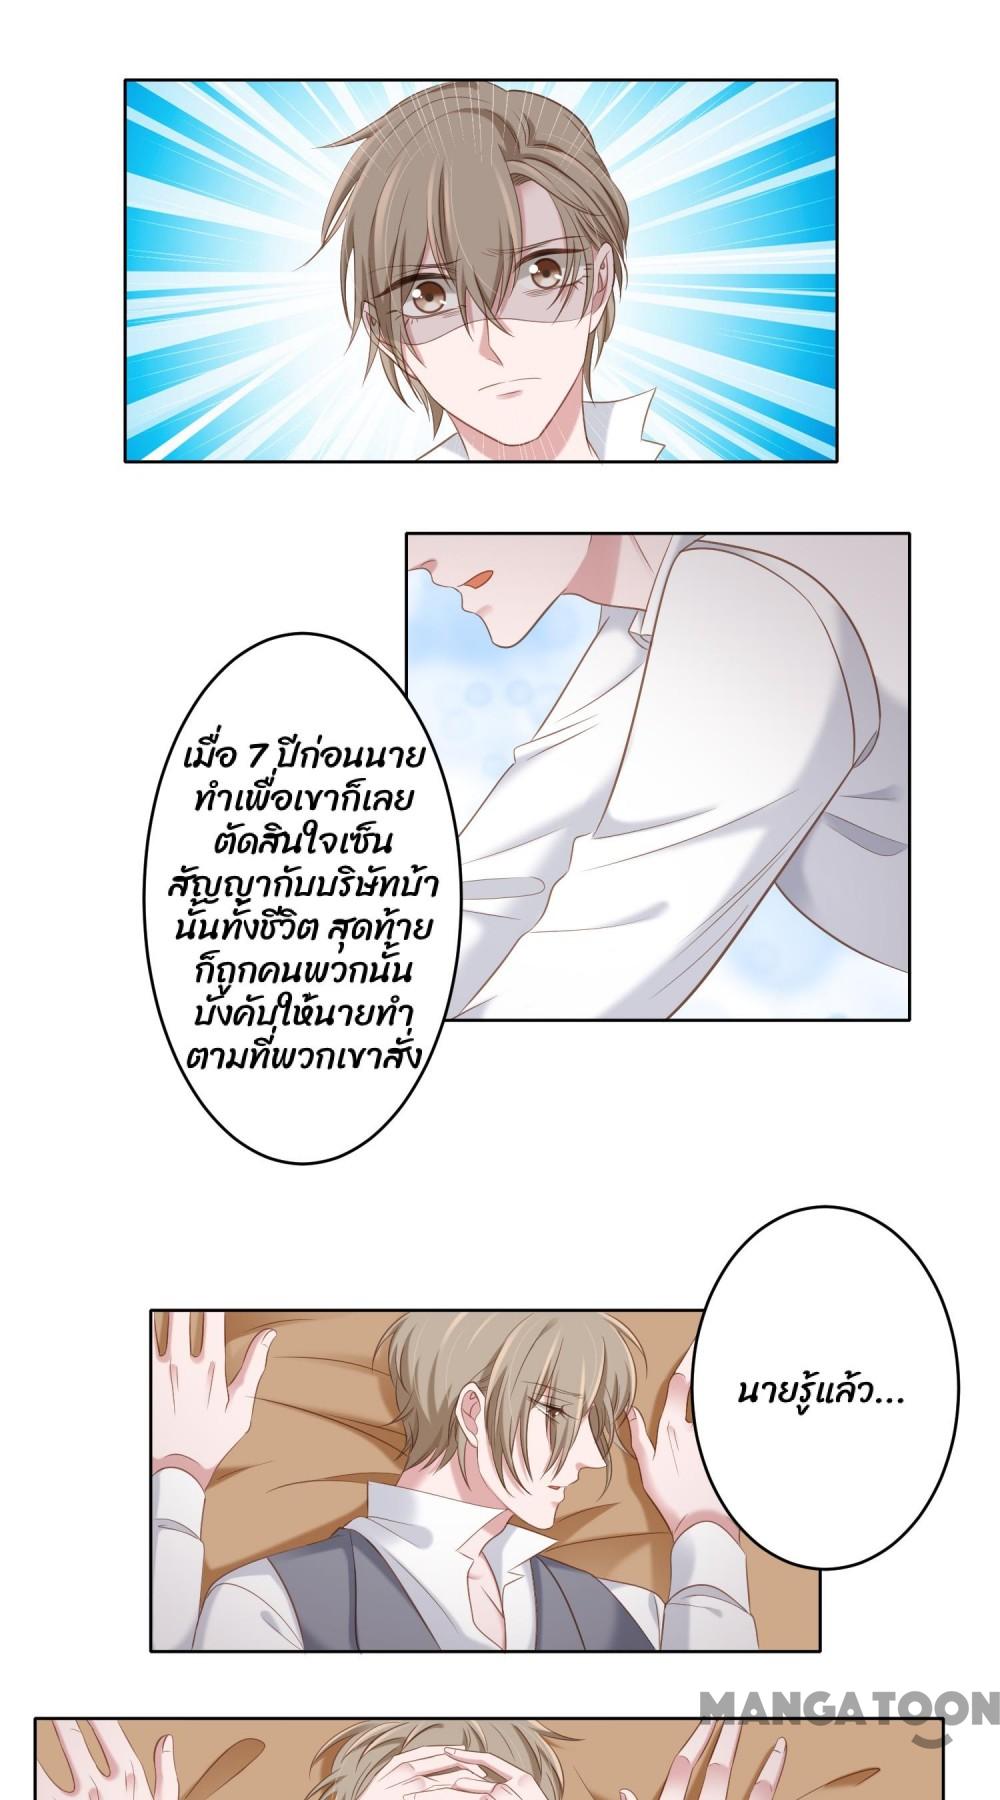 เมื่อ 7 ปีก่อนนาย
ทำเพื่อเขาก็เลย
ตัดสินใจเซ็น
สัญญากับบริษัทบ้า
นั้นทั้งชีวิต สุดท้าย
ก็ถูกคนพวกนั้น
บังคับให้นายทำ
ตามที่พวกเขาสั่ง
นายรู้แล้ว...
MANGATOON